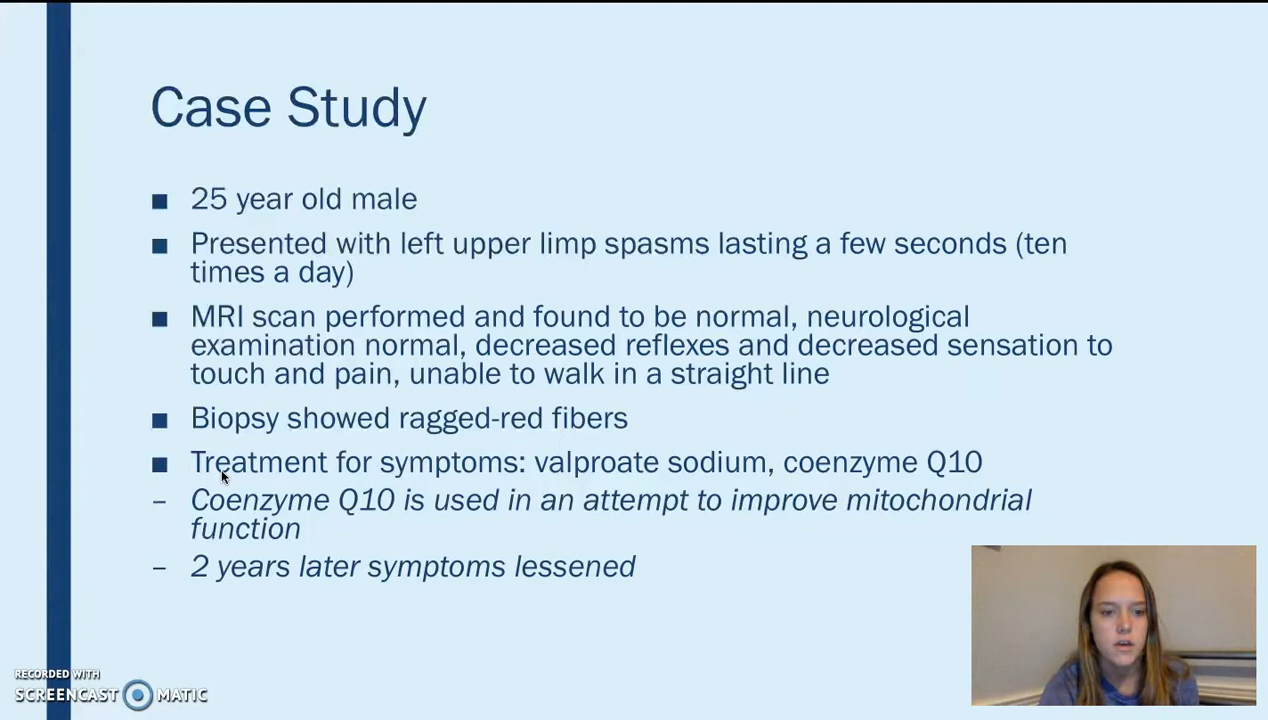 Case Study
■ 25 year old male
■ Presented with left upper limp spasms lasting a few seconds (ten
times a day)
■ MRI scan performed and found to be normal, neurological
examination normal, decreased reflexes and decreased sensation to
touch and pain, unable to walk in a straight line
■ Biopsy showed ragged-red fibers
■ Treatment for symptoms: valproate sodium, coenzyme Q10
– Coenzyme Q10 is used in an attempt to improve mitochondrial
function
– 2 years later symptoms lessened
RECORDED WITH
SCREENCAST MATIC